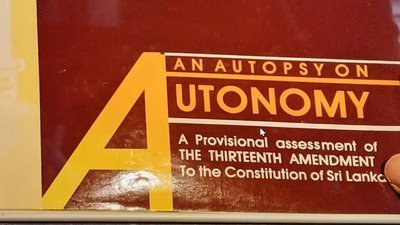 AN AUTOPSY ON
AUTONOMY
A Provisional assessment of
THE THIRTEENTH AMENDMENT
To the Constitution of Sri Lanka